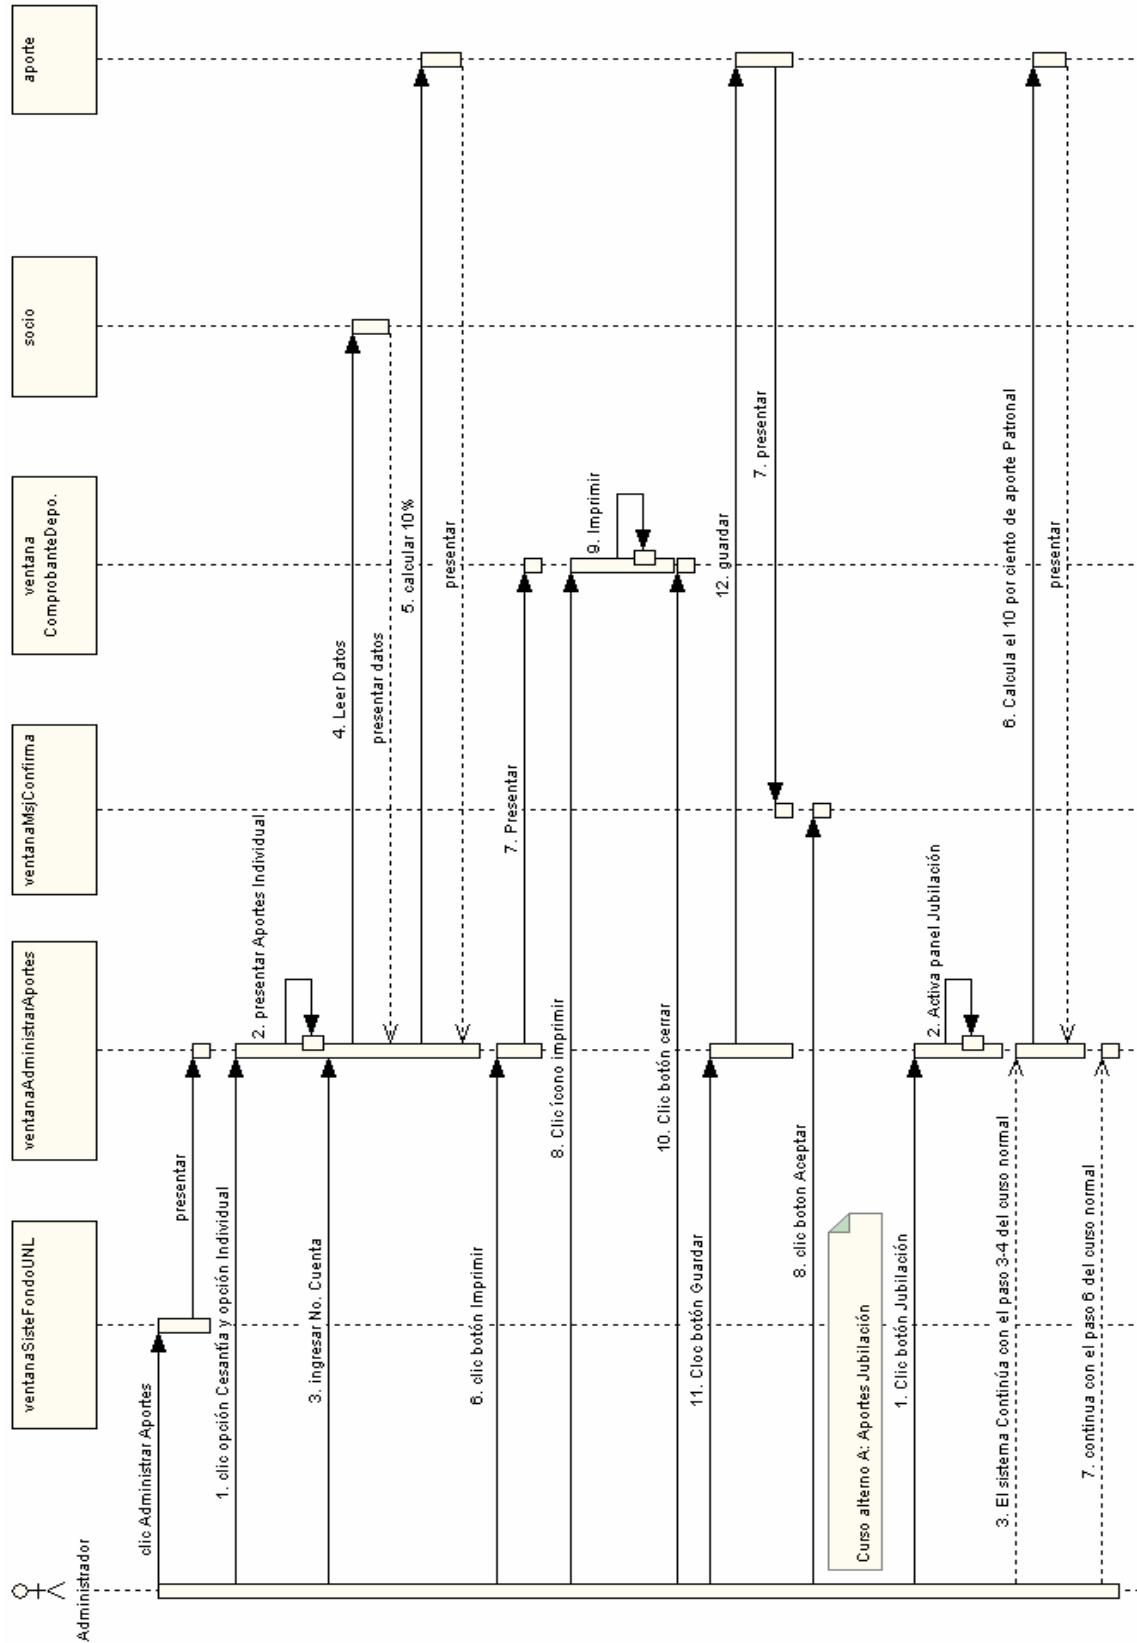 Administrador
ventanaSisteFondoUNL
ventanaAdministrarAportes
ventanaMsjConfirma
ventana
ComprobanteDepo.
socio
aporte
clic Administrar Aportes
presentar
1. clic opción Cesantía y opción Individual
2. presentar Aportes Individual
3. ingresar No. Cuenta
4. Leer Datos
presentar datos
5. calcular 10%
presentar
6. clic botón Imprimir
7. Presentar
8. Clic ícono imprimir
9. Imprimir
10. Clic botón cerrar
11. Cloc botón Guardar
12. guardar
7. presentar
8. clic boton Aceptar
Curso alterno A: Aportes Jubilación
1. Clic botón Jubilación
2. Activa panel Jubilación
3. El sistema Continúa con el paso 3-4 del curso normal
6. Calcula el 10 por ciento de aporte Patronal
presentar
7. continua con el paso 6 del curso normal